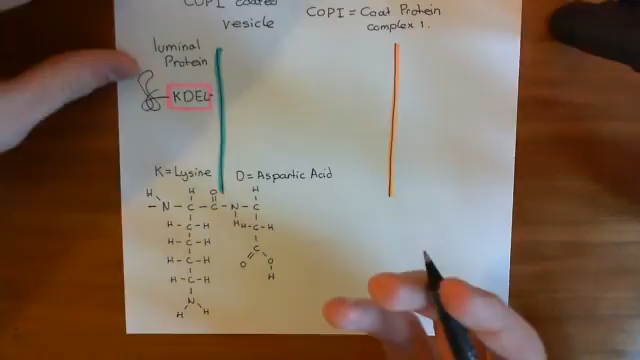 COPI coated
vesicle
COPI = Coat Protein
Complex 1.
luminal
Protein
KDEL
K = Lysine
D = Aspartic Acid
H H O H
- N - C - C - N - C
H - C - H H H - C - H
H - C - H C
H - C - H O O
H - C - H H
N
H H